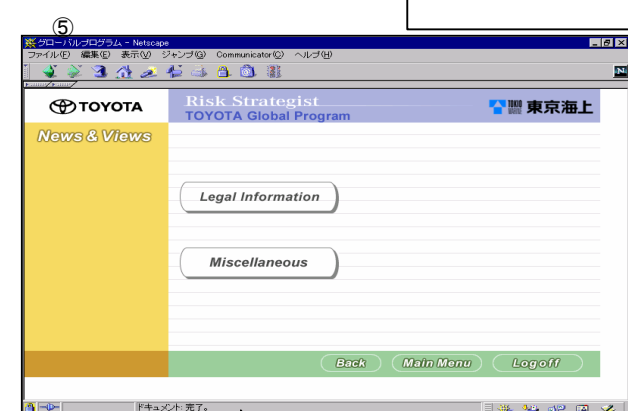 ⑤
グローバルプログラム - Netscape
ファイル(F) 編集(E) 表示(V) ジャンプ(G) Communicator(C) ヘルプ(H)
TOYOTA
Risk Strategist
TOYOTA Global Program
東京海上
News & Views
Legal Information
Miscellaneous
Back Main Menu Logoff
ドキュメント: 完了。